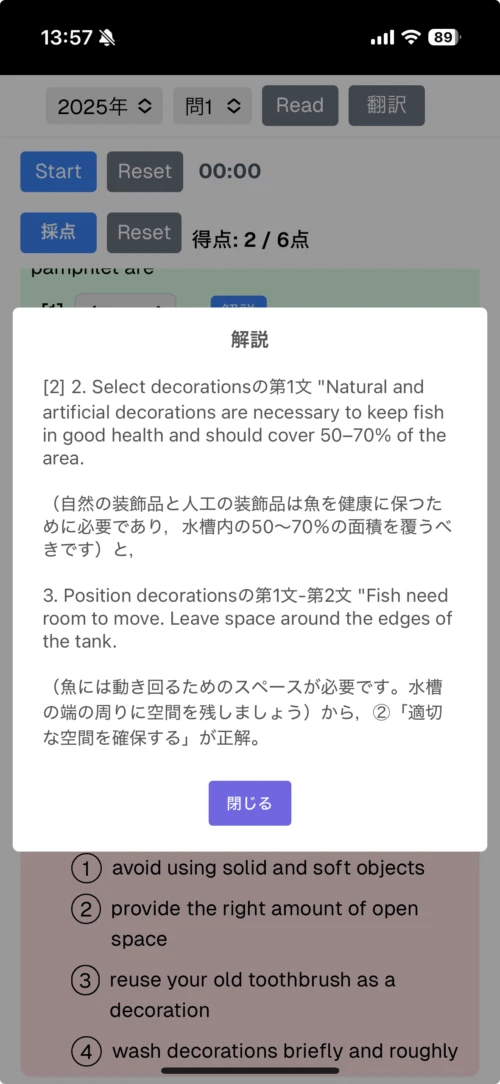 13:57
89
2025年
問1
Read
翻訳
Start
Reset
00:00
採点
Reset
得点: 2 / 6点
pamphlet are
[1]
解説
解説
[2] 2. Select decorationsの第1文 "Natural and
artificial decorations are necessary to keep fish
in good health and should cover 50–70% of the
area.
（自然の装飾品と人工の装飾品は魚を健康に保つた
めに必要であり，水槽内の50〜70%の面積を覆うべ
きです）と，
3. Position decorationsの第1文-第2文 "Fish need
room to move. Leave space around the edges of
the tank.
（魚には動き回るためのスペースが必要です。水槽
の端の周りに空間を残しましょう）から，②「適切
な空間を確保する」が正解。
閉じる
① avoid using solid and soft objects
② provide the right amount of open
space
③ reuse your old toothbrush as a
decoration
④ wash decorations briefly and roughly